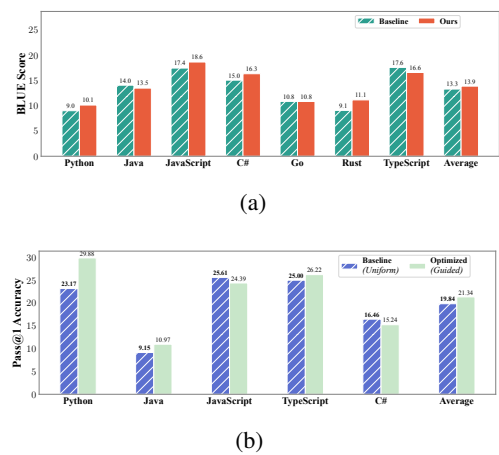 Baseline Ours
BLUE Score
25
20
15
10
5
0
9.0 10.1 14.0 13.5 17.4 18.6 15.0 16.3 10.8 10.8 9.1 11.1 17.6 16.6 13.3 13.9
Python Java JavaScript C# Go Rust TypeScript Average
(a)
Baseline Optimized
(Uniform) (Guided)
Pass@1 Accuracy
30
25
20
15
10
5
0
23.17 29.88 9.15 10.97 25.61 24.39 25.00 26.22 16.46 15.24 19.84 21.34
Python Java JavaScript TypeScript C# Average
(b)